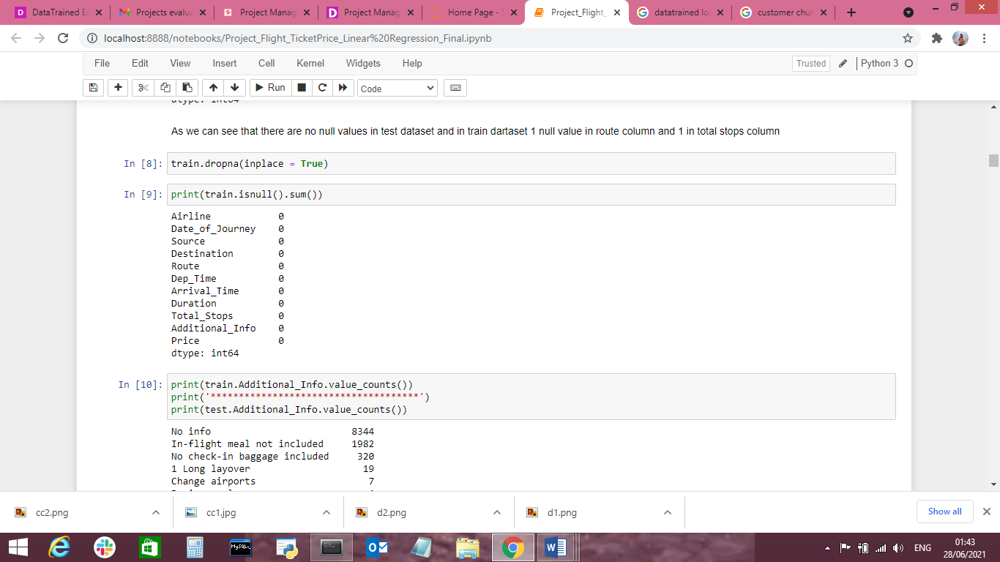 DataTrained E
Projects evalu
Project Manag
Project Manag
Home Page -
Project_Flight_
datatrained lo
customer chur
localhost:8888/notebooks/Project_Flight_TicketPrice_Linear%20Regression_Final.ipynb
File Edit View Insert Cell Kernel Widgets Help Trusted Python 3
Run Code
dtype: int64
As we can see that there are no null values in test dataset and in train dartaset 1 null value in route column and 1 in total stops column
In [8]: train.dropna(inplace = True)
In [9]: print(train.isnull().sum())
Airline 0
Date_of_Journey 0
Source 0
Destination 0
Route 0
Dep_Time 0
Arrival_Time 0
Duration 0
Total_Stops 0
Additional_Info 0
Price 0
dtype: int64
In [10]: print(train.Additional_Info.value_counts())
print('*************************************')
print(test.Additional_Info.value_counts())
No info 8344
In-flight meal not included 1982
No check-in baggage included 320
1 Long layover 19
Change airports 7
cc2.png cc1.jpg d2.png d1.png Show all
MySQL
C:\_
ENG 01:43
28/06/2021